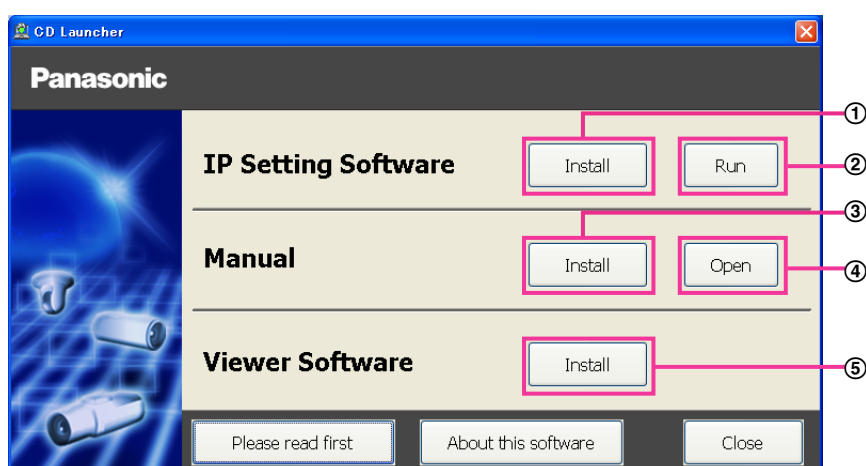 CD Launcher
Panasonic
①
IP Setting Software Install Run ②
③
Manual Install Open ④
Viewer Software Install ⑤
Please read first About this software Close